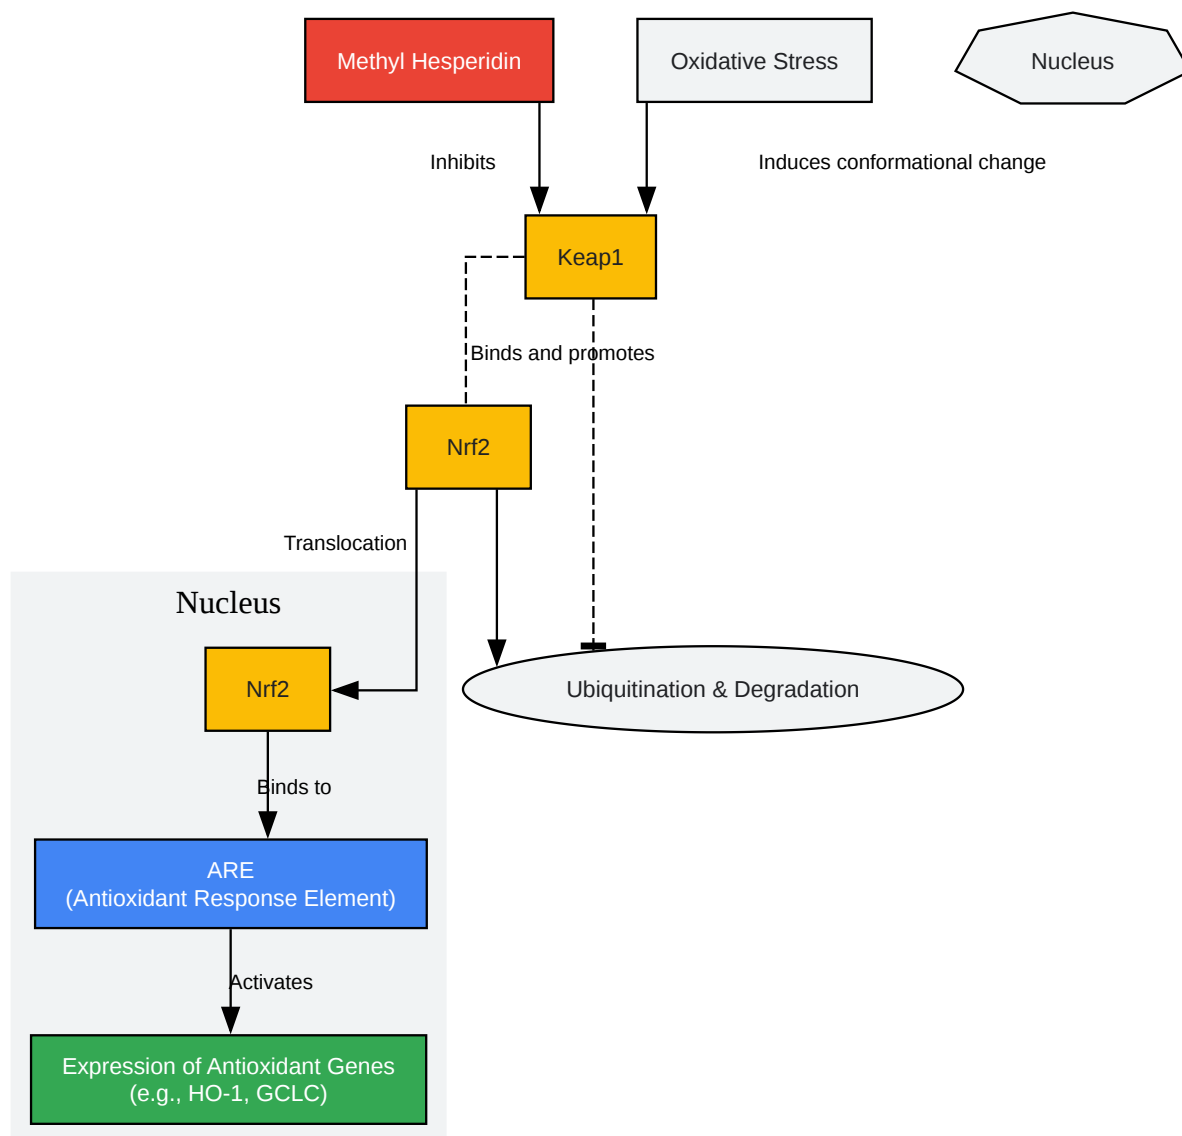 Methyl Hesperidin
Oxidative Stress
Nucleus
Inhibits
Induces conformational change
Keap1
Binds and promotes
Nrf2
Translocation
Nucleus
Nrf2
Ubiquitination & Degradation
Binds to
ARE
(Antioxidant Response Element)
Activates
Expression of Antioxidant Genes
(e.g., HO-1, GCLC)